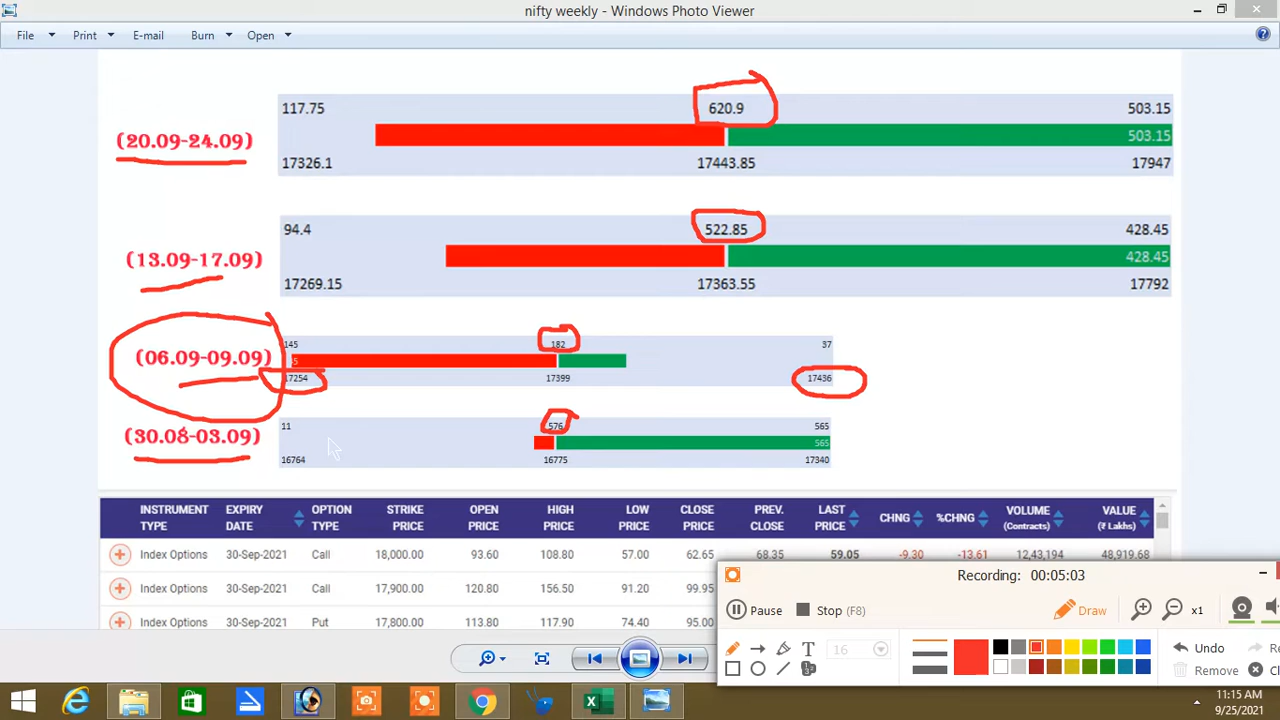 nifty weekly - Windows Photo Viewer
File Print E-mail Burn Open
117.75 620.9 503.15
(20.09-24.09) 503.15
17326.1 17443.85 17947
94.4 522.85 428.45
(13.09-17.09) 428.45
17269.15 17363.55 17792
145 182 37
(06.09-09.09)
17254 17399 17436
11 576 565
(30.08-03.09) 565
16764 16775 17340
INSTRUMENT TYPE EXPIRY DATE OPTION TYPE STRIKE PRICE OPEN PRICE HIGH PRICE LOW PRICE CLOSE PRICE PREV. CLOSE LAST PRICE CHNG %CHNG VOLUME (Contracts) VALUE (₹ Lakhs)
Index Options 30-Sep-2021 Call 18,000.00 93.60 108.80 57.00 62.65 68.35 59.05 -9.30 -13.61 12,43,194 48,919.68
Index Options 30-Sep-2021 Call 17,900.00 120.80 156.50 91.20 99.95
Index Options 30-Sep-2021 Put 17,800.00 113.80 117.90 74.40 95.00
Recording: 00:05:03
Pause Stop (F8) Draw x1
T 16 Undo Re
Remove Close
11:15 AM
9/25/2021